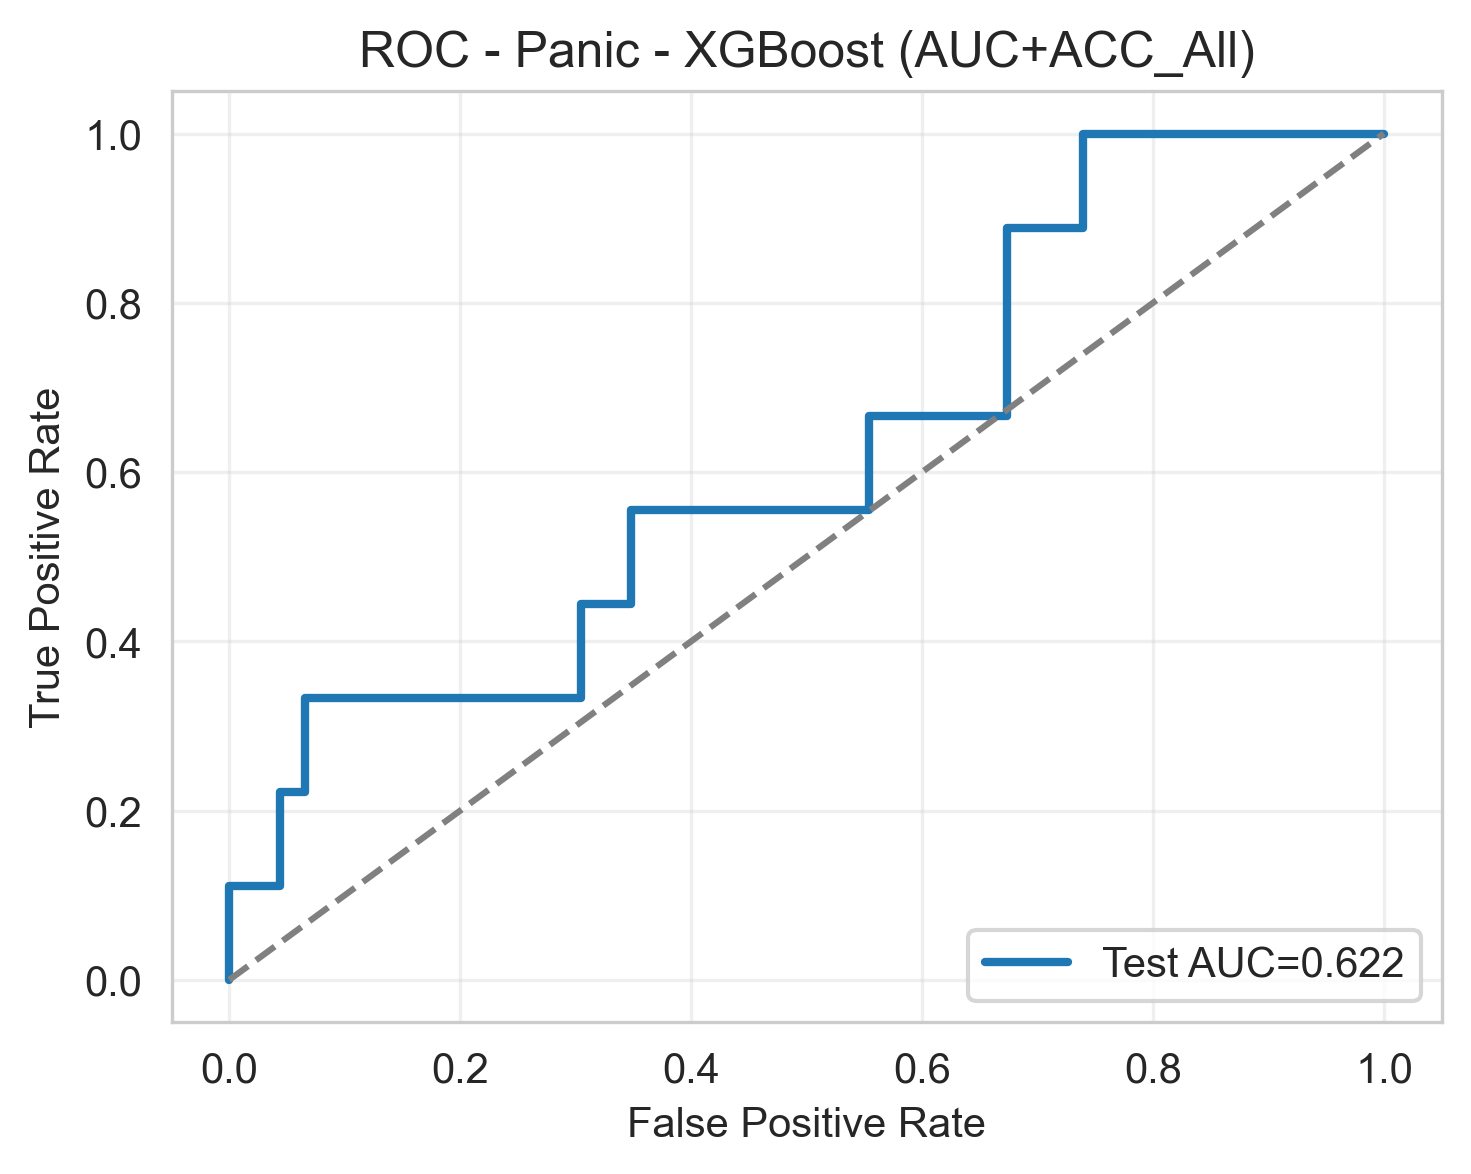 ROC - Panic - XGBoost (AUC+ACC_All)
True Positive Rate
1.0
0.8
0.6
0.4
0.2
0.0
Test AUC=0.622
0.0 0.2 0.4 0.6 0.8 1.0
False Positive Rate